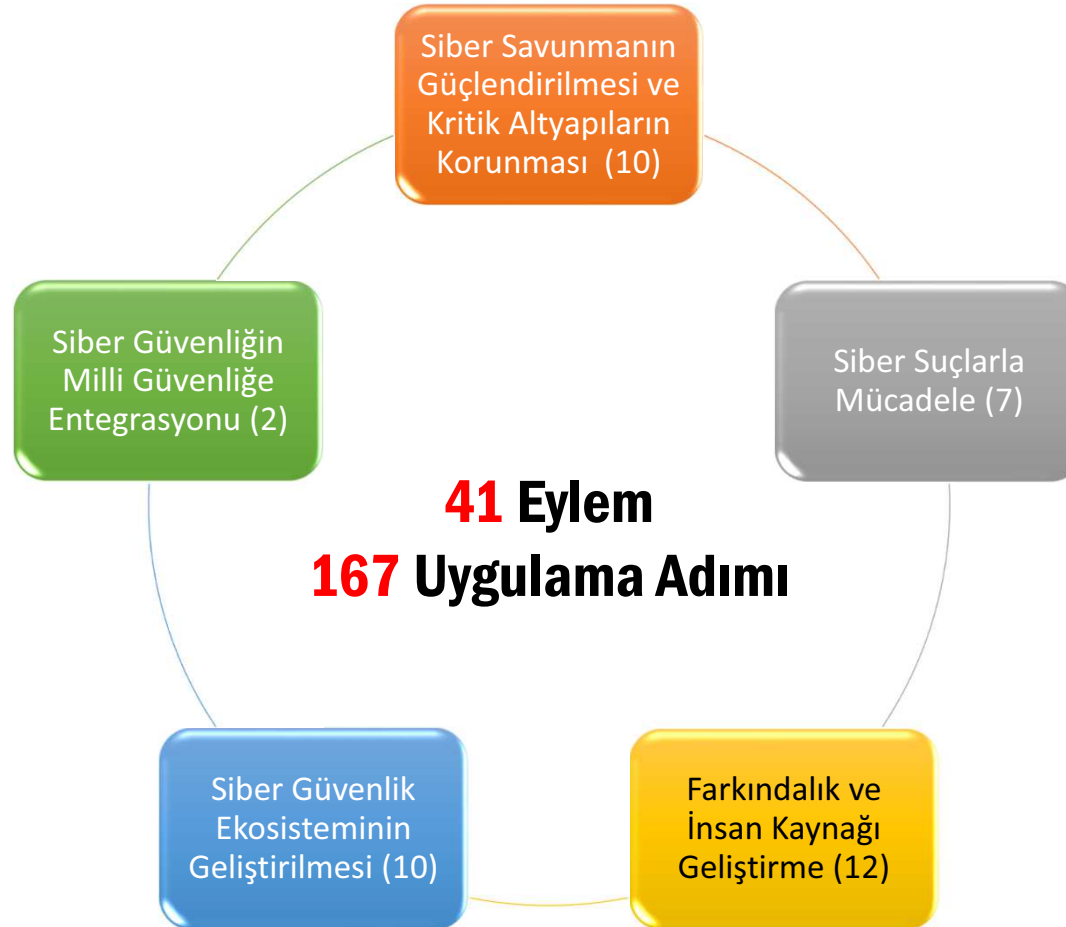 Siber Savunmanın
Güçlendirilmesi ve
Kritik Altyapıların
Korunması (10)
Siber Güvenliğin
Milli Güvenliğe
Entegrasyonu (2)
Siber Suçlarla
Mücadele (7)
41 Eylem
167 Uygulama Adımı
Siber Güvenlik
Ekosisteminin
Geliştirilmesi (10)
Farkındalık ve
İnsan Kaynağı
Geliştirme (12)